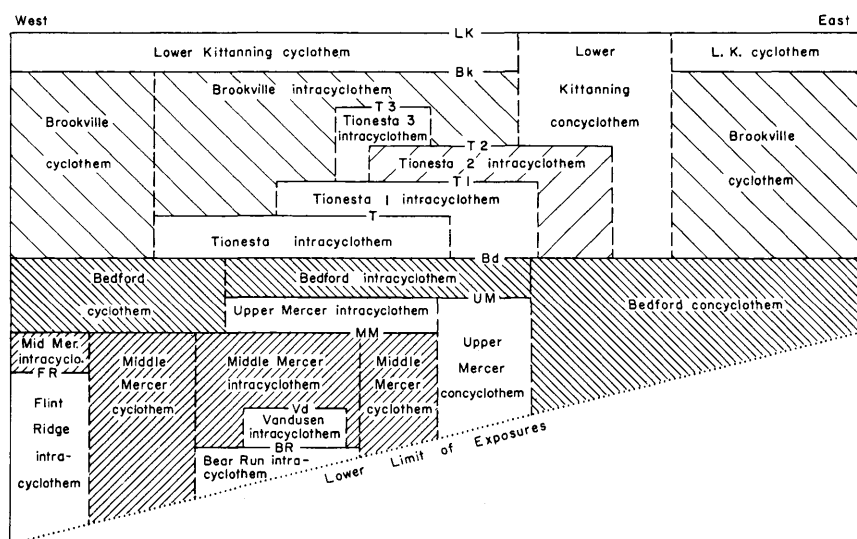 West
East
LK
Lower Kittanning cyclothem
Lower
L. K. cyclothem
Bk
Brookville intracyclothem
Kittanning
T 3
Brookville
Tionesta 3
concyclothem
intracyclothem
Brookville
T 2
cyclothem
Tionesta 2 intracyclothem
cyclothem
T I
Tionesta I intracyclothem
T
Tionesta intracyclothem
Bd
Bedford
Bedford intracyclothem
cyclothem
UM
Bedford concyclothem
Upper Mercer intracyclothem
MM
Mid Mer.
intracyclo.
Middle
Mercer
cyclothem
Middle Mercer
intracyclothem
Middle
Mercer
cyclothem
Upper
Mercer
concyclothem
FR
Flint
Ridge
intra-
cyclothem
Vd
Vandusen
intracyclothem
BR
Bear Run intra-
cyclothem
Lower Limit of Exposures